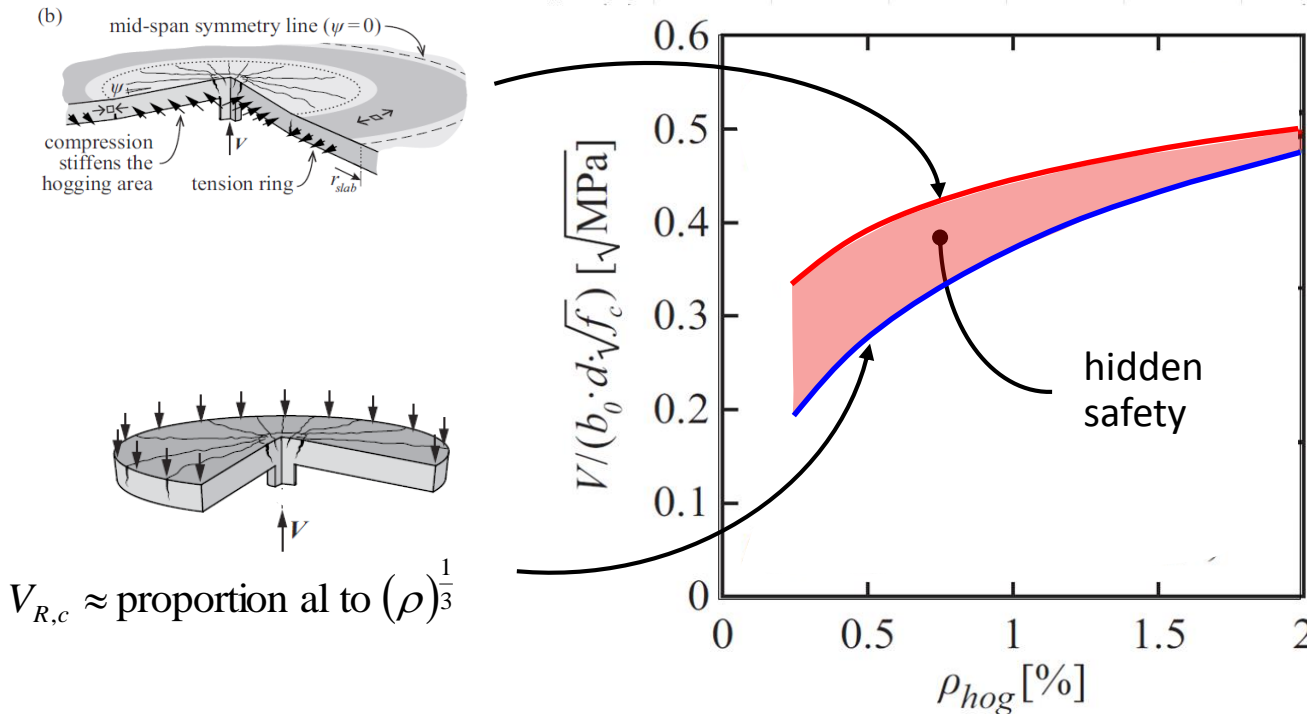 (b)
mid-span symmetry line (ψ=0)
ψ
compression
stiffens the
hogging area
V
tension ring
r_slab
V
V_{R,c} ≈ proportion al to (ρ)^{1/3}
V/(b_0·d·√f_c) [√MPa]
0.6
0.5
0.4
0.3
0.2
0.1
0
hidden
safety
0 0.5 1 1.5 2
ρ_hog [%]